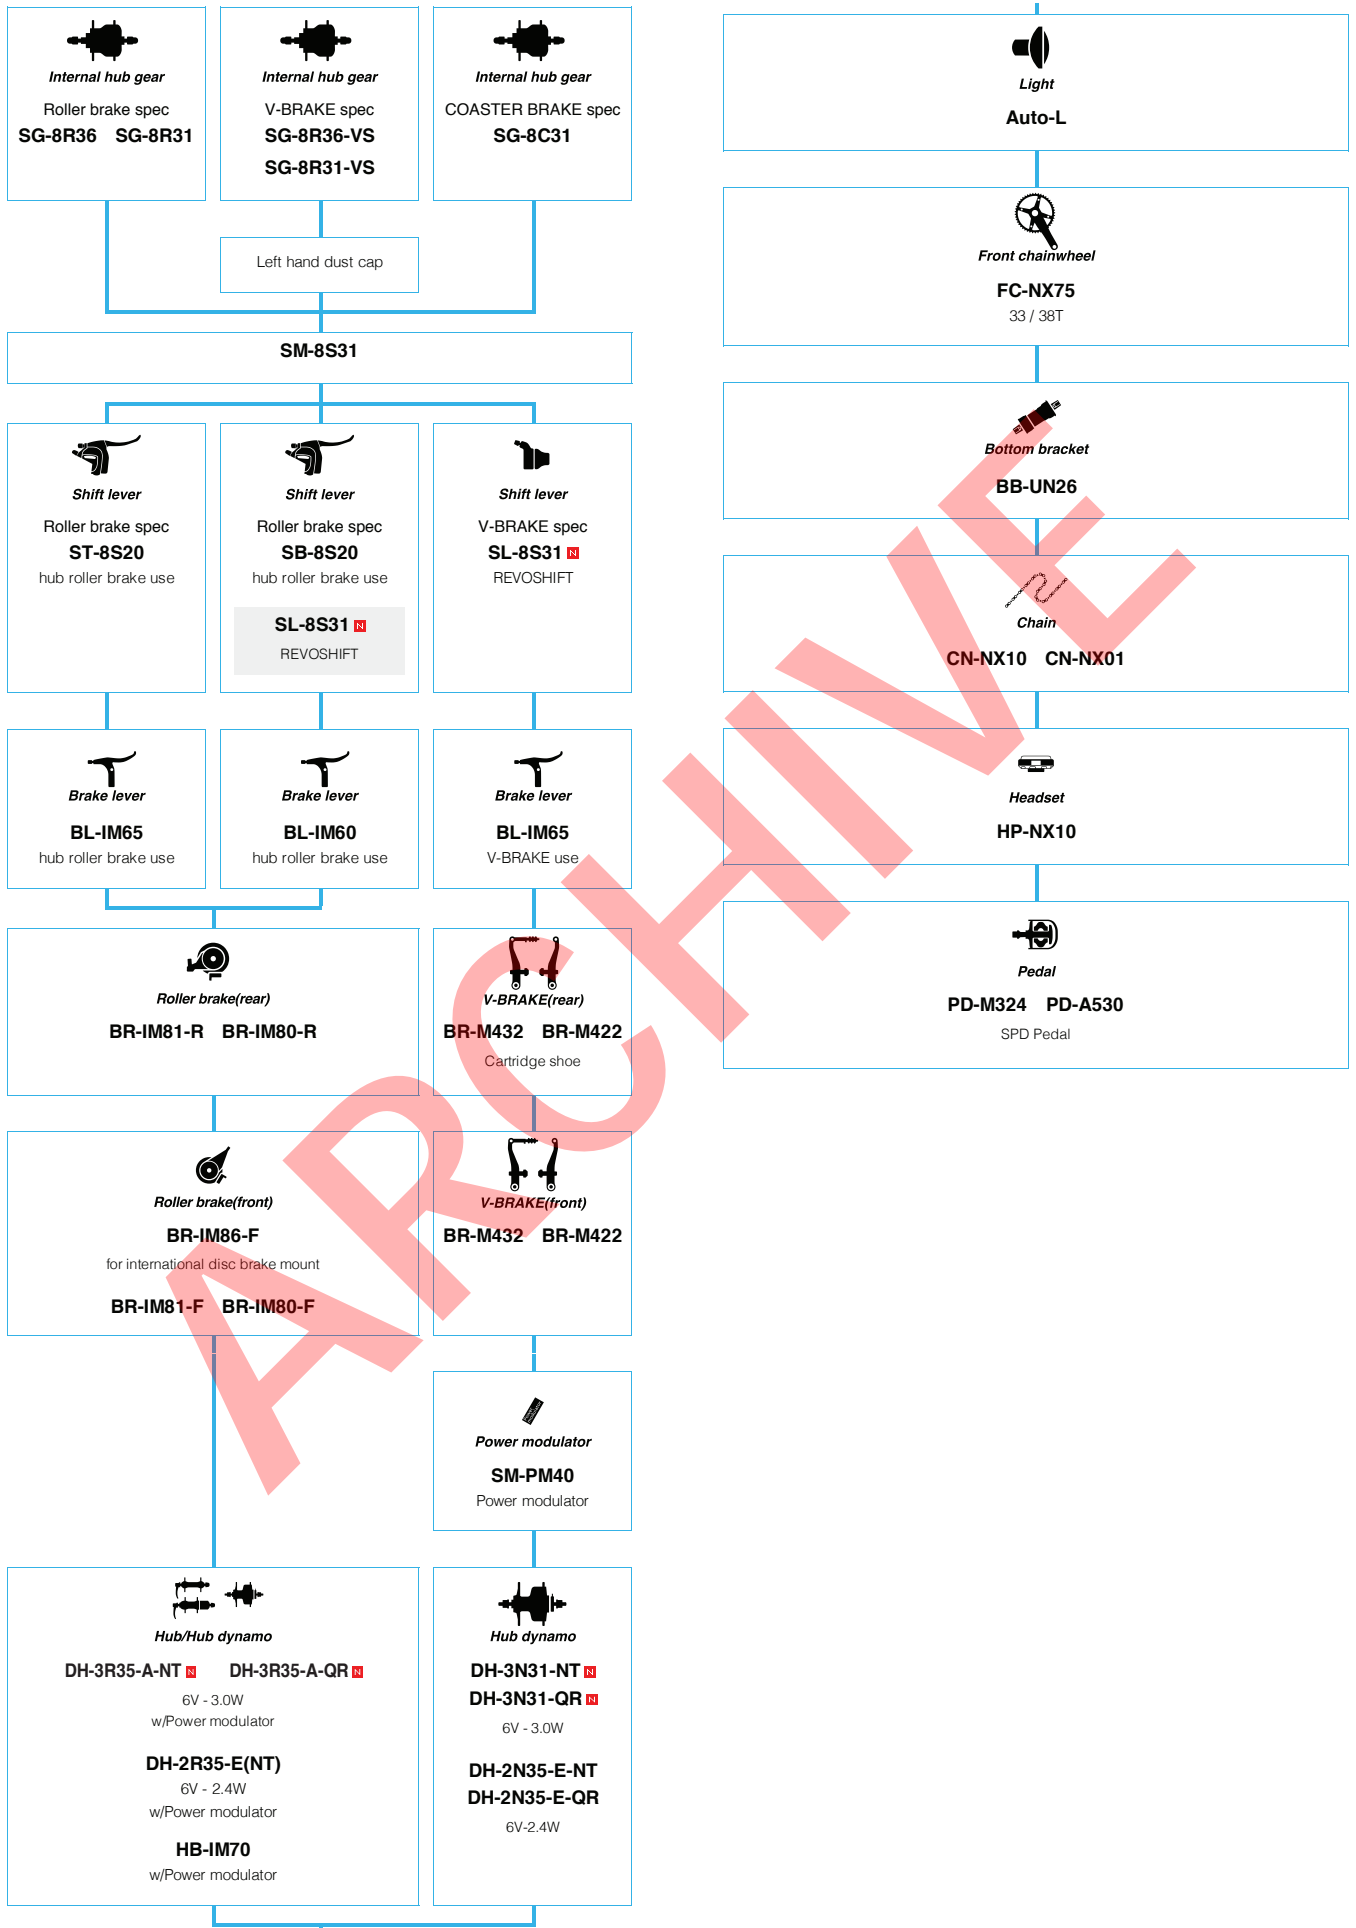 Internal hub gear
Roller brake spec
SG-8R36 SG-8R31
Internal hub gear
V-BRAKE spec
SG-8R36-VS
SG-8R31-VS
Internal hub gear
COASTER BRAKE spec
SG-8C31
Left hand dust cap
SM-8S31
Shift lever
Roller brake spec
ST-8S20
hub roller brake use
Shift lever
Roller brake spec
SB-8S20
hub roller brake use
SL-8S31 N
REVOSHIFT
Shift lever
V-BRAKE spec
SL-8S31 N
REVOSHIFT
Brake lever
BL-IM65
hub roller brake use
Brake lever
BL-IM60
hub roller brake use
Brake lever
BL-IM65
V-BRAKE use
Roller brake(rear)
BR-IM81-R BR-IM80-R
V-BRAKE(rear)
BR-M432 BR-M422
Cartridge shoe
Roller brake(front)
BR-IM86-F
for international disc brake mount
BR-IM81-F BR-IM80-F
V-BRAKE(front)
BR-M432 BR-M422
Power modulator
SM-PM40
Power modulator
Hub/Hub dynamo
DH-3R35-A-NT N DH-3R35-A-QR N
6V - 3.0W
w/Power modulator
DH-2R35-E(NT)
6V - 2.4W
w/Power modulator
HB-IM70
w/Power modulator
Hub dynamo
DH-3N31-NT N
DH-3N31-QR N
6V - 3.0W
DH-2N35-E-NT
DH-2N35-E-QR
6V-2.4W
Light
Auto-L
Front chainwheel
FC-NX75
33 / 38T
Bottom bracket
BB-UN26
Chain
CN-NX10 CN-NX01
Headset
HP-NX10
Pedal
PD-M324 PD-A530
SPD Pedal
ARCHIVE